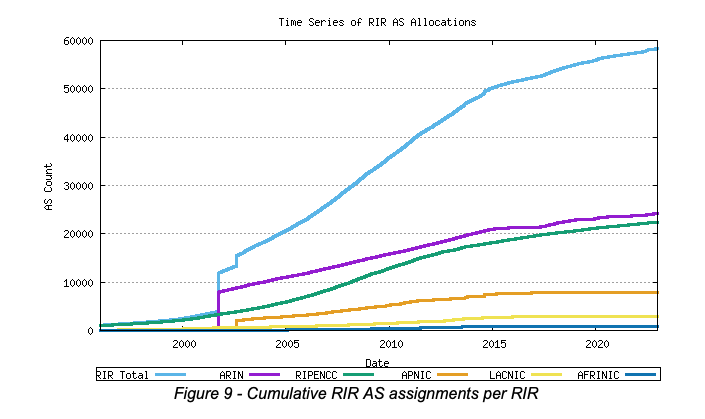 Time Series of RIR AS Allocations
60000
50000
40000
30000
20000
10000
0
AS Count
2000 2005 2010 2015 2020
Date
RIR Total ARIN RIPENCC APNIC LACNIC AFRINIC
Figure 9 - Cumulative RIR AS assignments per RIR